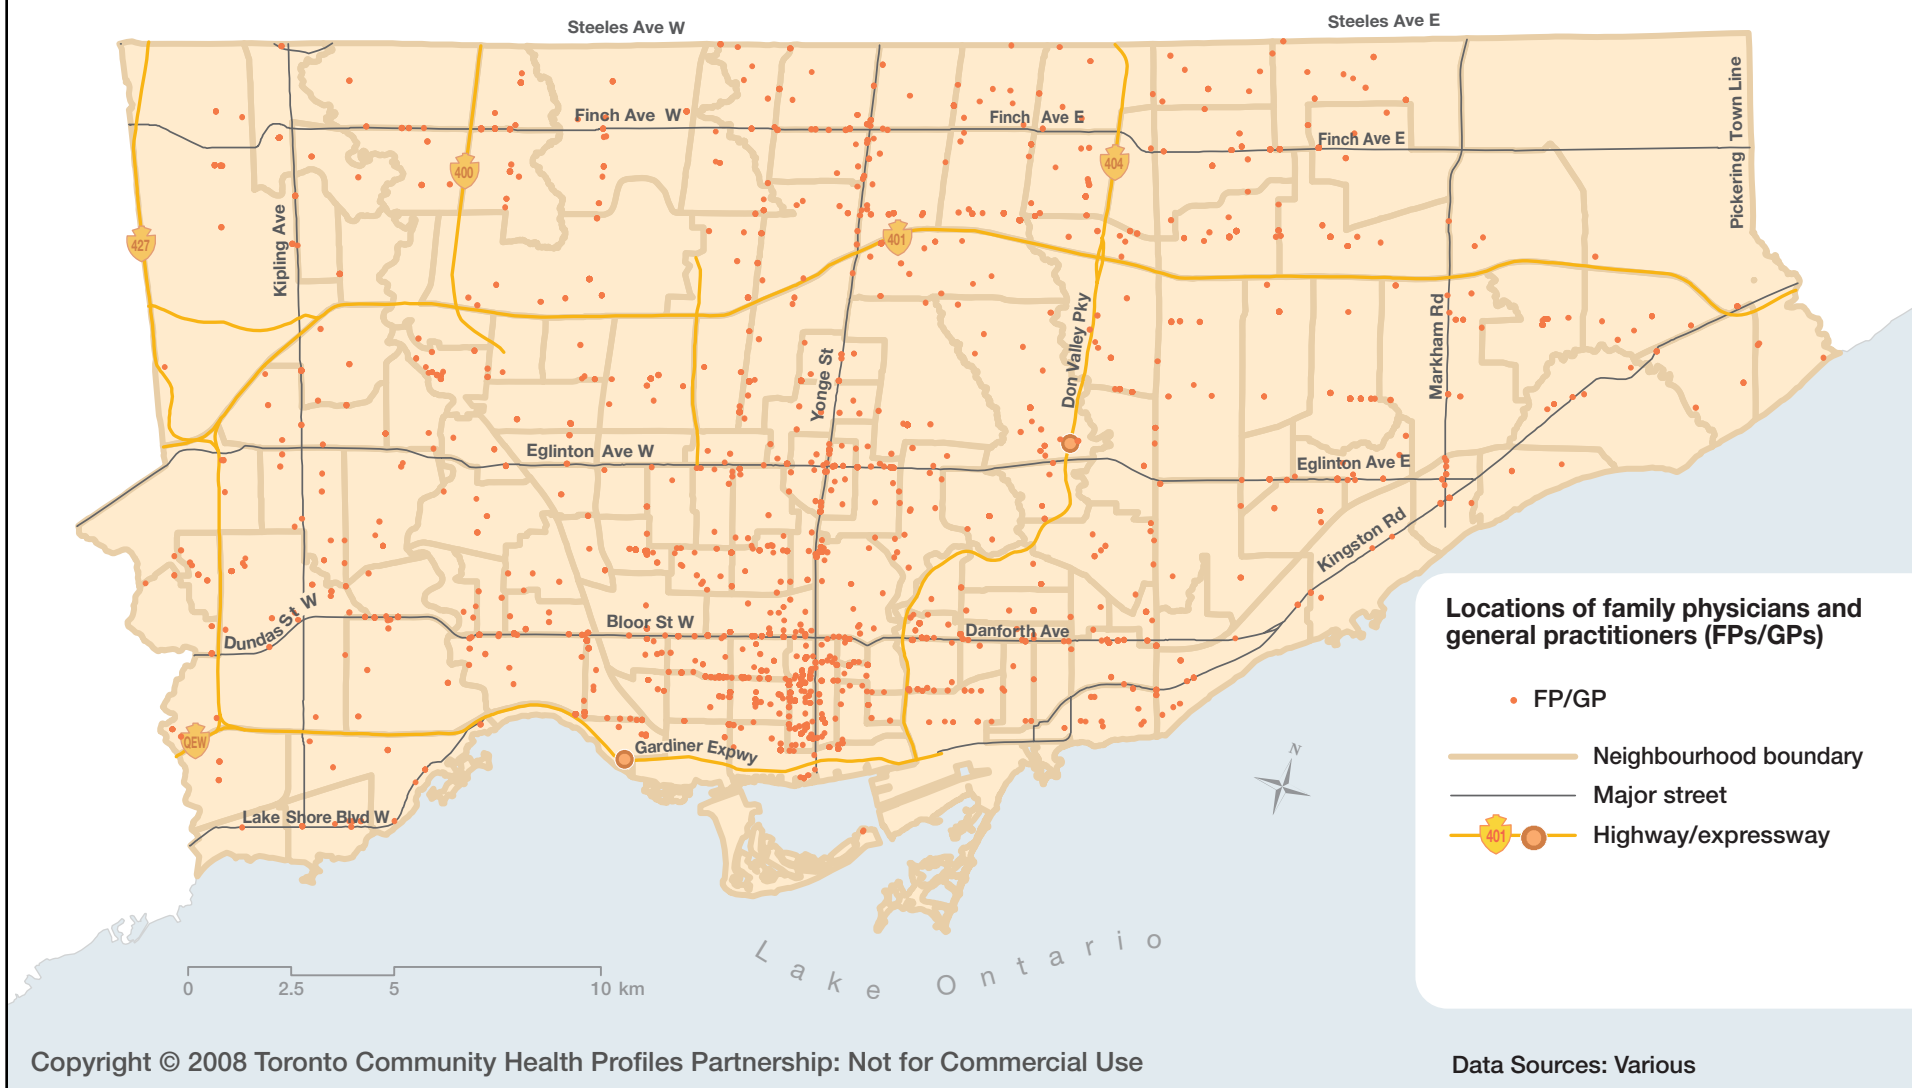 Steeles Ave W
Steeles Ave E
Finch Ave W
Finch Ave E
Finch Ave E
Pickering Town Line
400
404
427
401
Kipling Ave
Don Valley Pky
Markham Rd
Yonge St
Eglinton Ave W
Eglinton Ave E
Kingston Rd
Dundas St W
Bloor St W
Danforth Ave
QEW
Gardiner Expwy
Lake Shore Blvd W
N
Lake Ontario
0 2.5 5 10 km
Locations of family physicians and
general practitioners (FPs/GPs)
FP/GP
Neighbourhood boundary
Major street
401
Highway/expressway
Copyright © 2008 Toronto Community Health Profiles Partnership: Not for Commercial Use
Data Sources: Various